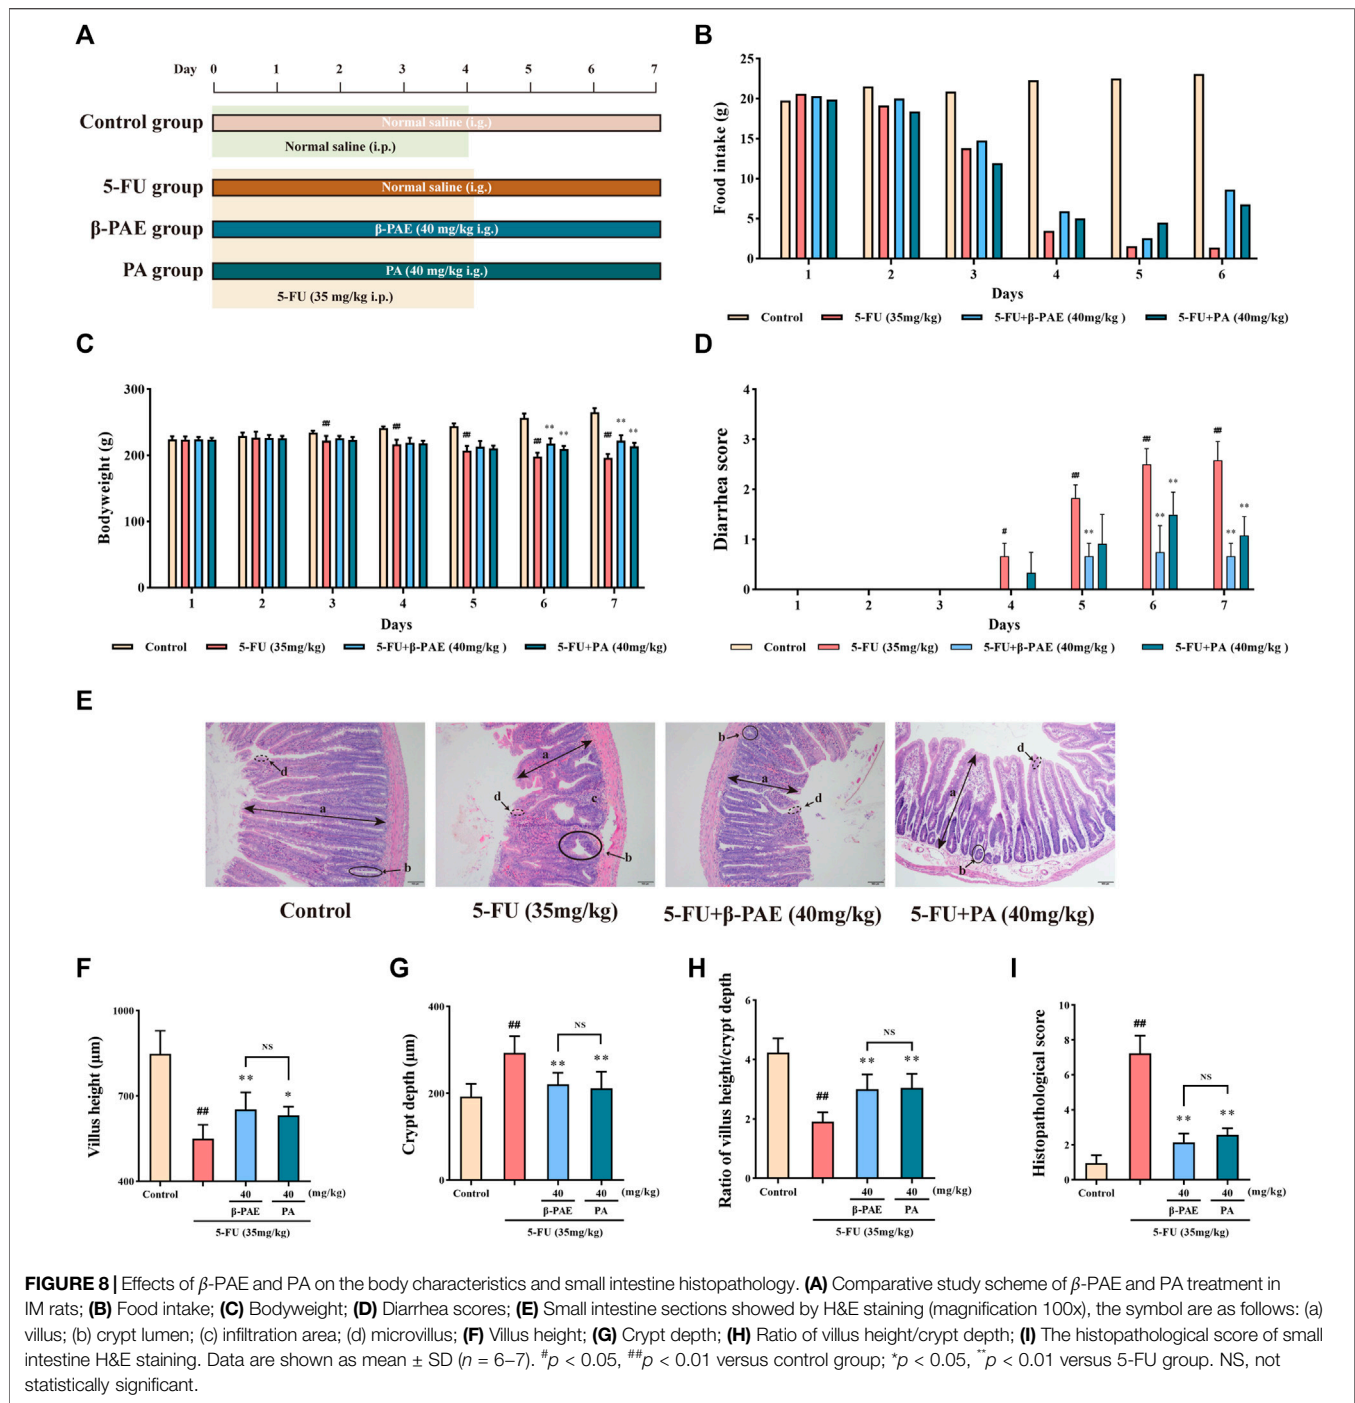 A
Day 0 1 2 3 4 5 6 7
Control group
Normal saline (i.g.)
Normal saline (i.p.)
5-FU group
Normal saline (i.g.)
β-PAE group
β-PAE (40 mg/kg i.g.)
PA group
PA (40 mg/kg i.g.)
5-FU (35 mg/kg i.p.)
B
Food intake (g)
25
20
15
10
5
0
1 2 3 4 5 6
Days
Control 5-FU (35mg/kg) 5-FU+β-PAE (40mg/kg ) 5-FU+PA (40mg/kg)
C
Bodyweight (g)
300
200
100
0
## ## ## ## ** ** ## ** **
1 2 3 4 5 6 7
Days
Control 5-FU (35mg/kg) 5-FU+β-PAE (40mg/kg ) 5-FU+PA (40mg/kg)
D
Diarrhea score
4
3
2
1
0
# ## ** ## ** ** ## ** **
1 2 3 4 5 6 7
Days
Control 5-FU (35mg/kg) 5-FU+β-PAE (40mg/kg ) 5-FU+PA (40mg/kg )
E
d a b
a d c b
b a d
d a b
Control
5-FU (35mg/kg)
5-FU+β-PAE (40mg/kg)
5-FU+PA (40mg/kg)
F
Villus height (μm)
1000
700
400
## ** NS *
Control 40 40 (mg/kg)
β-PAE PA
5-FU (35mg/kg)
G
Crypt depth (μm)
400
200
0
## ** NS **
Control 40 40 (mg/kg)
β-PAE PA
5-FU (35mg/kg)
H
Ratio of villus height/crypt depth
6
4
2
0
## ** NS **
Control 40 40 (mg/kg)
β-PAE PA
5-FU (35mg/kg)
I
Histopathological score
10
8
6
4
2
0
## ** NS **
Control 40 40 (mg/kg)
β-PAE PA
5-FU (35mg/kg)
FIGURE 8 | Effects of β-PAE and PA on the body characteristics and small intestine histopathology. (A) Comparative study scheme of β-PAE and PA treatment in
IM rats; (B) Food intake; (C) Bodyweight; (D) Diarrhea scores; (E) Small intestine sections showed by H&E staining (magnification 100x), the symbol are as follows: (a)
villus; (b) crypt lumen; (c) infiltration area; (d) microvillus; (F) Villus height; (G) Crypt depth; (H) Ratio of villus height/crypt depth; (I) The histopathological score of small
intestine H&E staining. Data are shown as mean ± SD (n = 6–7). #p < 0.05, ##p < 0.01 versus control group; *p < 0.05, **p < 0.01 versus 5-FU group. NS, not
statistically significant.